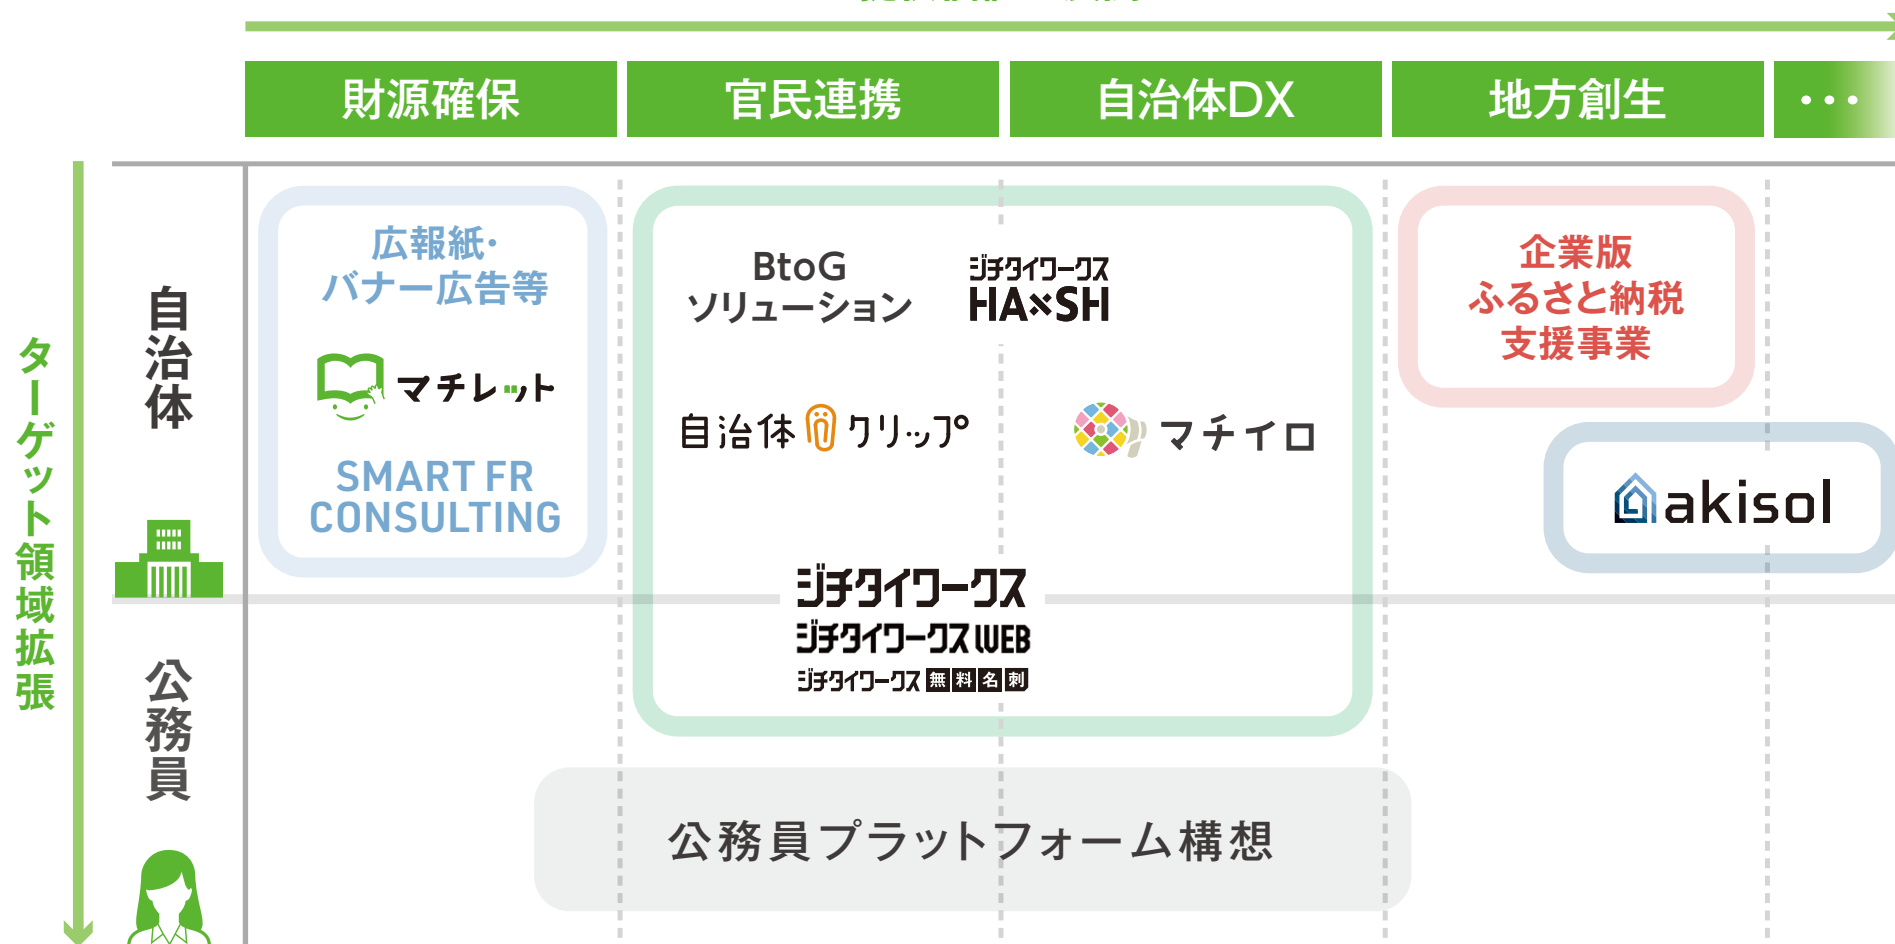 財源確保
官民連携
自治体DX
地方創生
・・・
ターゲット領域拡張
自治体
広報紙・
バナー広告等
マチレット
SMART FR
CONSULTING
BtoG
ソリューション
ジチタイワークス
HA×SH
自治体クリップ
マチイロ
企業版
ふるさと納税
支援事業
akisol
ジチタイワークス
ジチタイワークス WEB
ジチタイワークス 無料名刺
公務員
公務員プラットフォーム構想